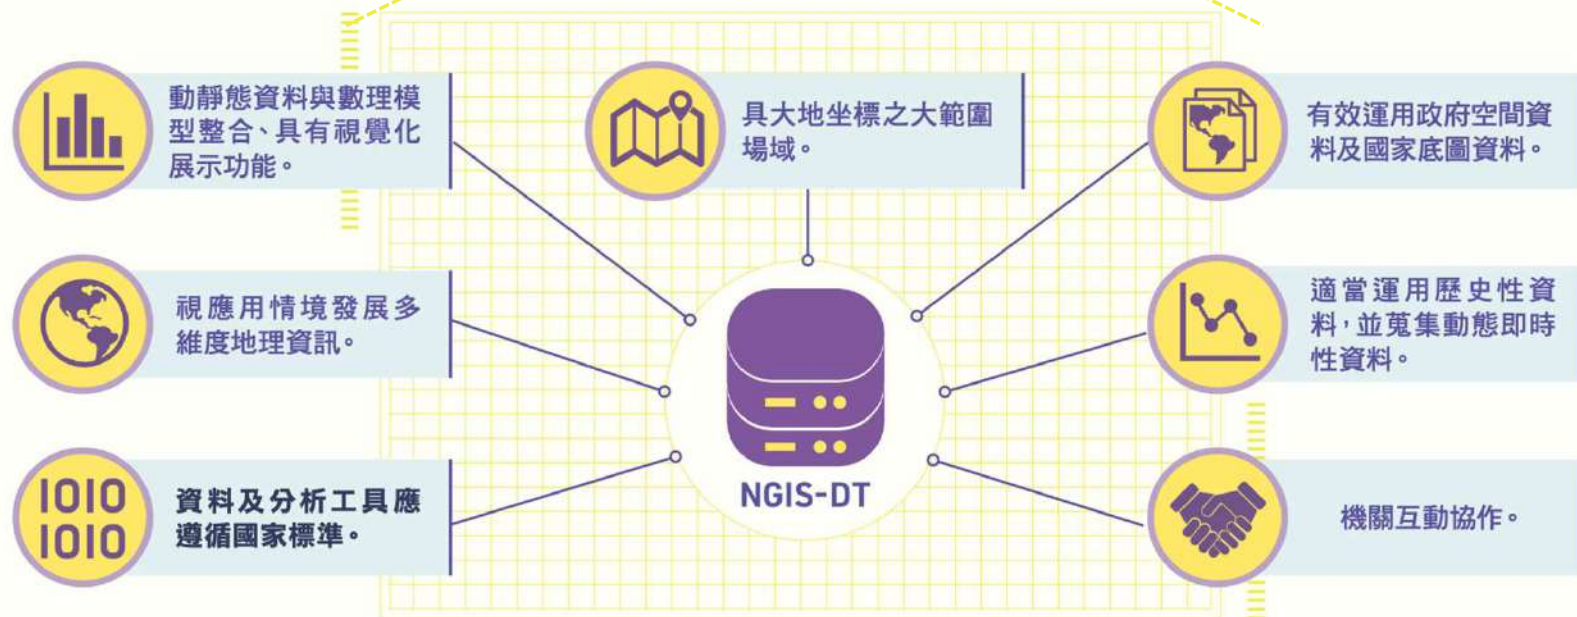 動靜態資料與數理模
型整合、具有視覺化
展示功能。
具大地坐標之大範圍
場域。
有效運用政府空間資
料及國家底圖資料。
視應用情境發展多
維度地理資訊。
適當運用歷史性資
料，並蒐集動態即時
性資料。
1010
1010
資料及分析工具應
遵循國家標準。
NGIS-DT
機關互動協作。